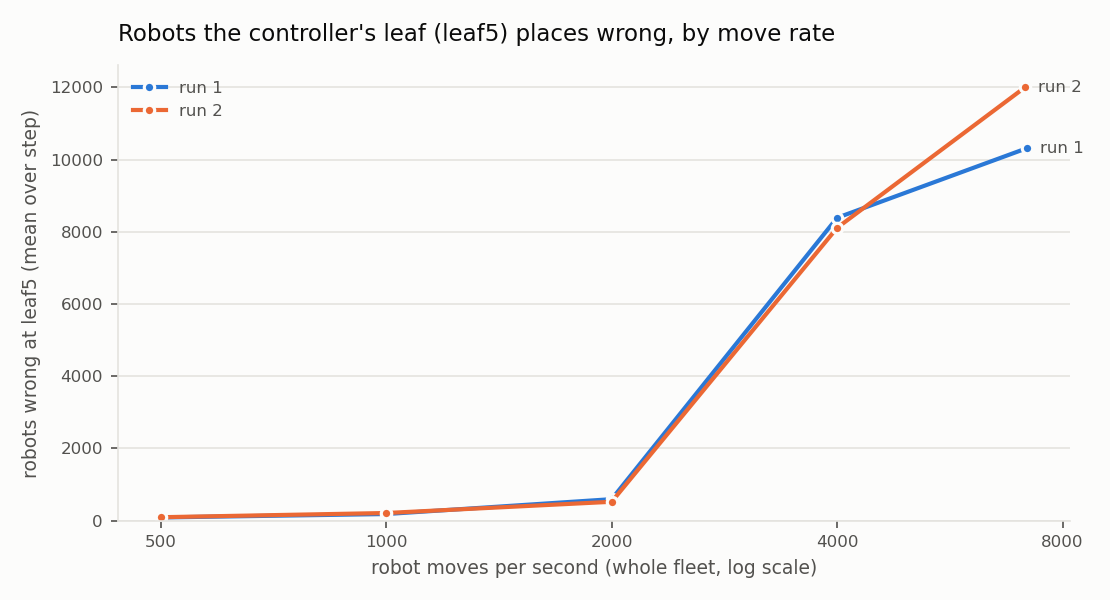 Robots the controller's leaf (leaf5) places wrong, by move rate
run 1
run 2
robots wrong at leaf5 (mean over step)
12000
10000
8000
6000
4000
2000
0
run 2
run 1
500
1000
2000
4000
8000
robot moves per second (whole fleet, log scale)